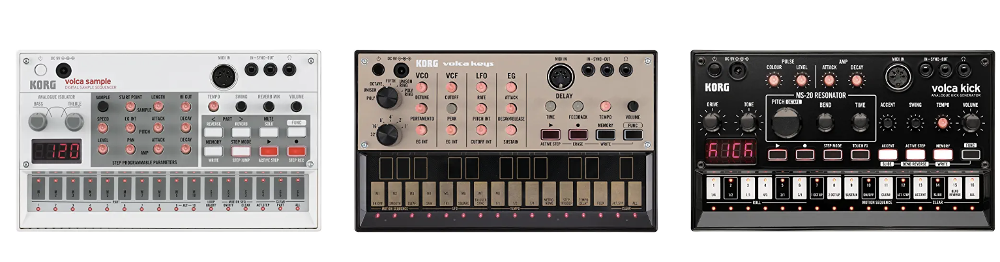 DC 9V
MIDI IN
IN–SYNC–OUT
KORG
volca sample
DIGITAL SAMPLE SEQUENCER
ANALOGUE ISOLATOR
BASS
TREBLE
SAMPLE
START POINT
LENGTH
HI CUT
SAMPLE
SPEED
EG INT
ATTACK
DECAY
PITCH
LEVEL
PAN
ATTACK
DECAY
AMP
STEP PROGRAMMABLE PARAMETERS
TEMPO
SWING
REVERB MIX
VOLUME
< PART >
REVERSE
REVERB
MUTE
SOLO
FUNC
MEMORY
STEP MODE
WRITE
STEP JUMP
ACTIVE STEP
STEP REC
120
PART
1 2 3 4 5 6 7 8 9 – ALT – 10
LOOP ON/OFF
MOTION SEQ
ON/OFF
CLEAR
ACT.STEP
CLEAR PART
ALL
DC 9V
KORG volca keys
MIDI IN
IN–SYNC–OUT
OCTAVE
FIFTH
UNISON RING
UNISON
POLY RING
POLY
VCO
VCF
LFO
EG
DETUNE
CUTOFF
RATE
ATTACK
PORTAMENTO
PEAK
PITCH INT
DECAY/RELEASE
EG INT
EG INT
CUTOFF INT
SUSTAIN
8'
4'
2'
16'
1'
32'
DELAY
TIME
FEEDBACK
TEMPO
VOLUME
MEMORY
FUNC
ACTIVE STEP
ERASE
WRITE
M1
M2
M3
M4
M5
M6
M7
M8
ON/OFF
SMOOTH
CLEAR
SAW
TRI
SQUARE
TRIGGER SYNC
1/1
1/2
1/4
METRO-NOME
STEP TRIGGER
TEMPO DELAY
FLUX
ACT.STEP
ALL
MOTION SEQUENCE
LFO
TEMPO
CLEAR
DC 9V
PULSE
COLOUR
LEVEL
AMP
ATTACK
DECAY
MIDI IN
IN–SYNC–OUT
KORG
volca kick
ANALOGUE KICK GENERATOR
MS-20 RESONATOR
DRIVE
TONE
PITCH OCTAVE
BEND
TIME
ACCENT
SWING
TEMPO
VOLUME
STEP MODE
TOUCH FX
ACCENT
ACTIVE STEP
MEMORY
FUNC
SLIDE
BEND REVERSE
WRITE
1 2 3 4 5 6 7 8 9 10 11 12 13 14 15 16
1/4
1/2
1/1
4/3
2/1
1 OCT UP
2 OCT UP
SUSTAIN
ON/OFF
CLEAR
ACT. STEP
ACCENT
SLIDE
BEND REVERSE
ALL
ROLL
MOTION SEQUENCE
CLEAR